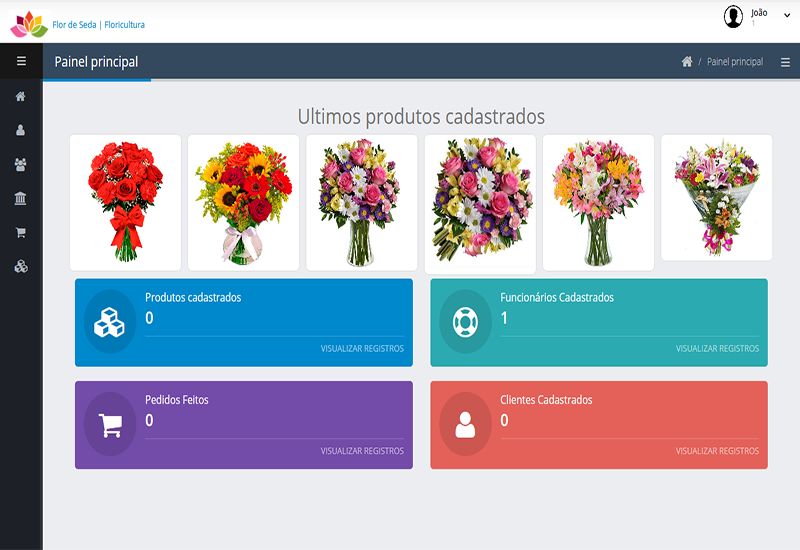 Flor de Seda | Floricultura
João
1
Painel principal
/ Painel principal
Ultimos produtos cadastrados
Produtos cadastrados
0
VISUALIZAR REGISTROS
Funcionários Cadastrados
1
VISUALIZAR REGISTROS
Pedidos Feitos
0
VISUALIZAR REGISTROS
Clientes Cadastrados
0
VISUALIZAR REGISTROS